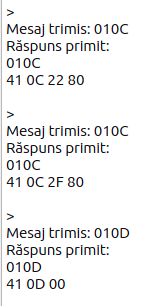 >
Mesaj trimis: 010C
Răspuns primit:
010C
41 0C 22 80
>
Mesaj trimis: 010C
Răspuns primit:
010C
41 0C 2F 80
>
Mesaj trimis: 010D
Răspuns primit:
010D
41 0D 00